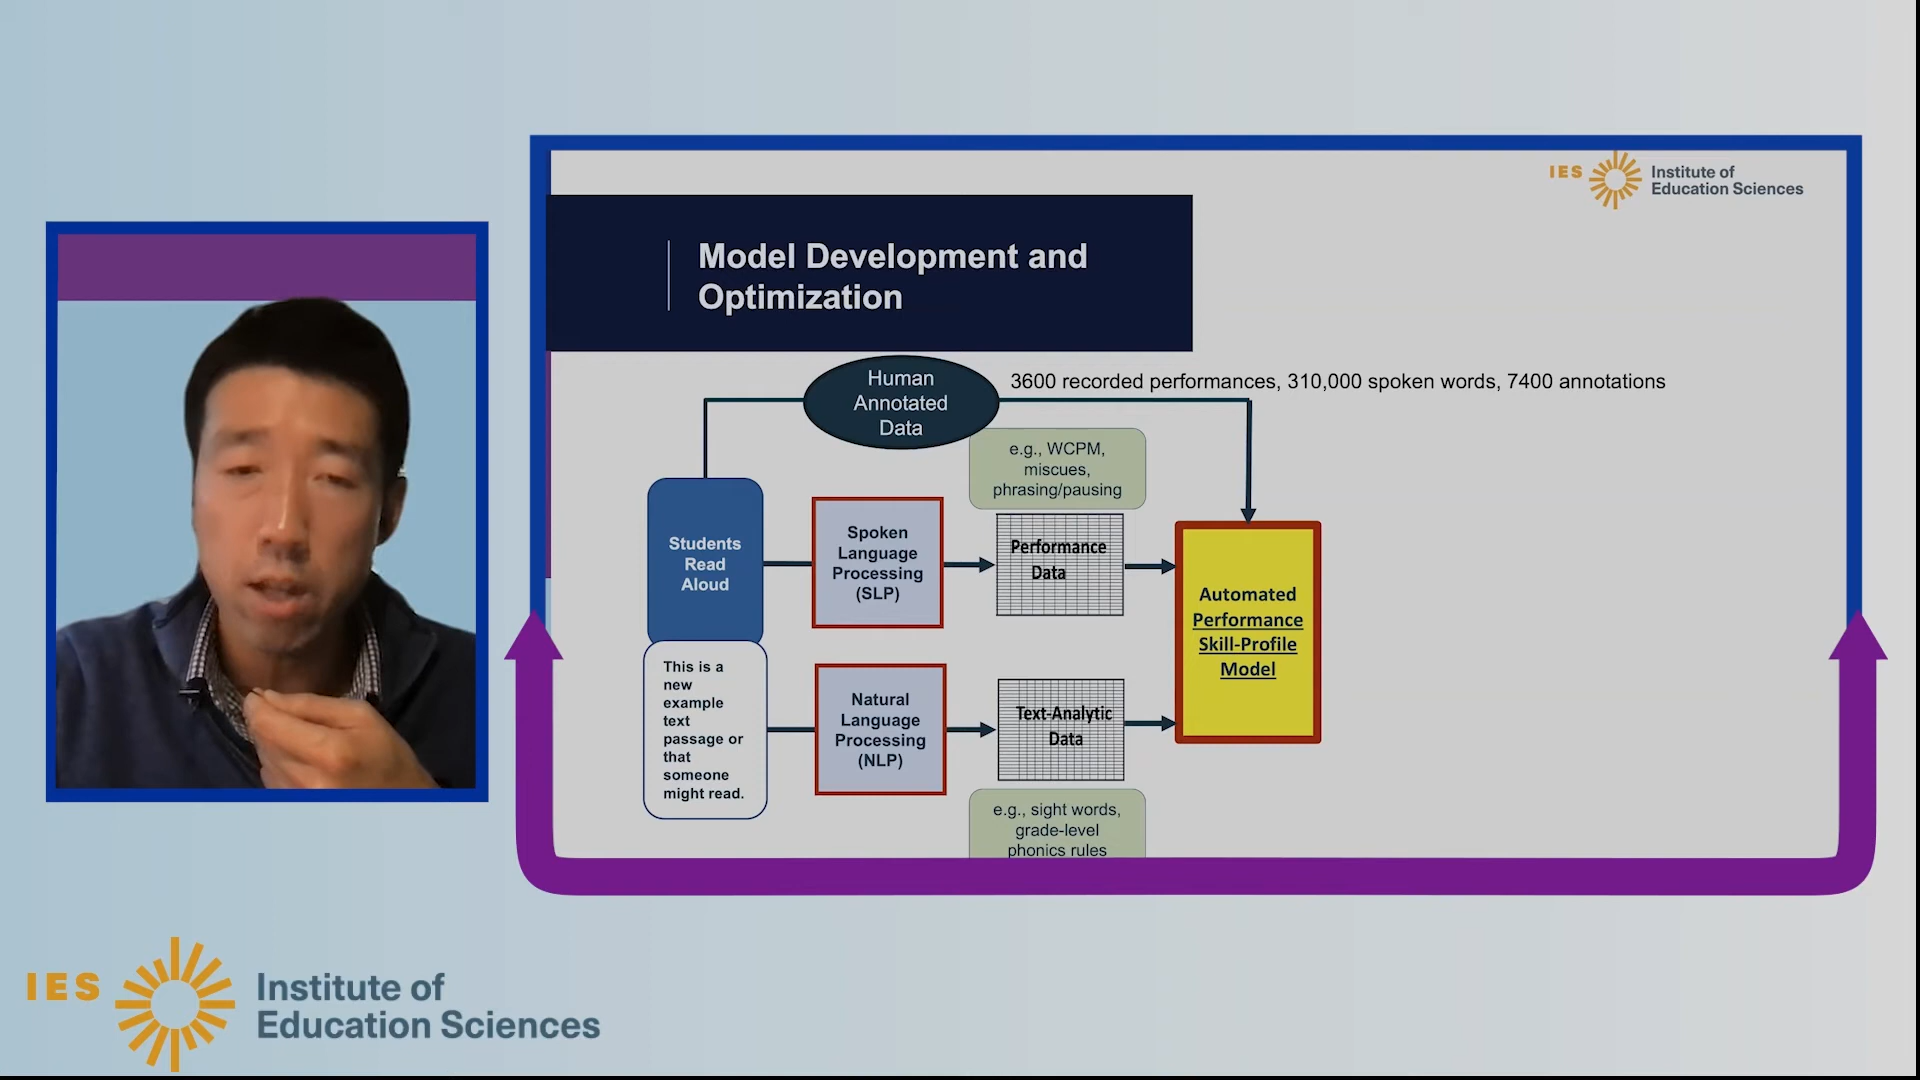 IES
Institute of
Education Sciences
Model Development and
Optimization
Human
Annotated
Data
3600 recorded performances, 310,000 spoken words, 7400 annotations
e.g., WCPM,
miscues,
phrasing/pausing
Students
Read
Aloud
Spoken
Language
Processing
(SLP)
Performance
Data
Automated
Performance
Skill-Profile
Model
This is a
new
example
text
passage or
that
someone
might read.
Natural
Language
Processing
(NLP)
Text-Analytic
Data
e.g., sight words,
grade-level
phonics rules
IES
Institute of
Education Sciences